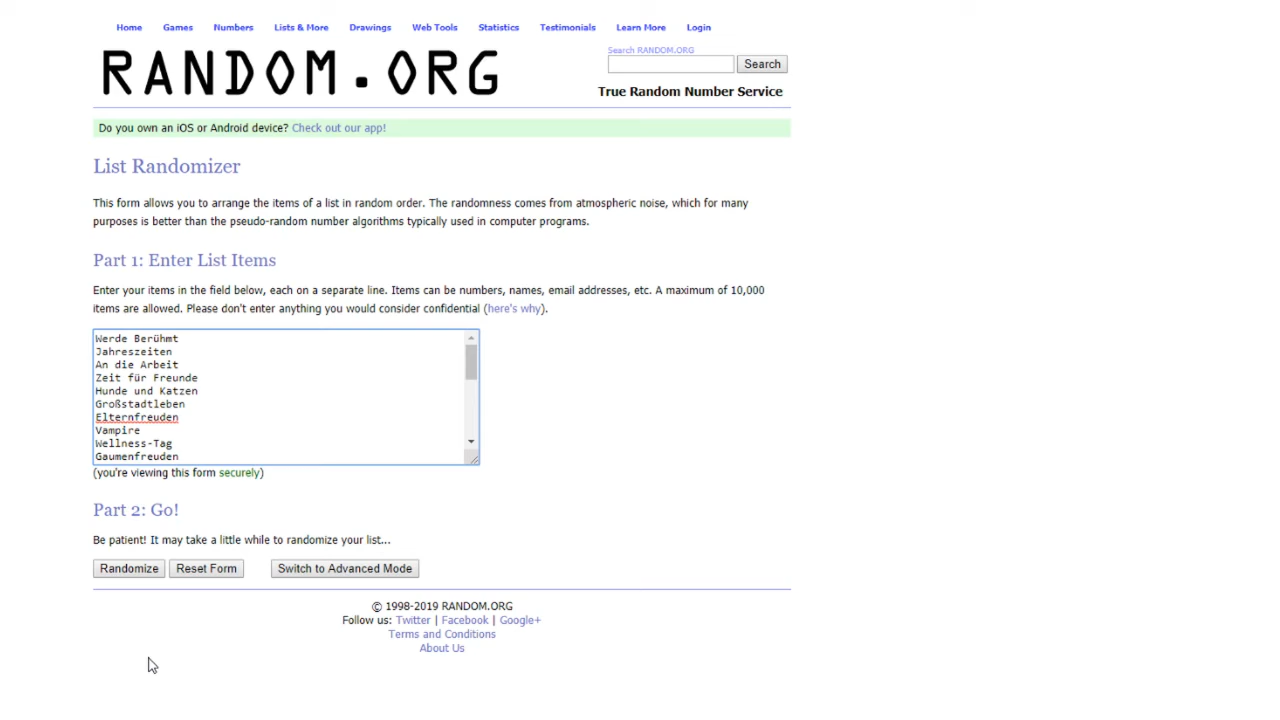 Home Games Numbers Lists & More Drawings Web Tools Statistics Testimonials Learn More Login
RANDOM.ORG
Search RANDOM.ORG
Search
True Random Number Service
Do you own an iOS or Android device? Check out our app!
List Randomizer
This form allows you to arrange the items of a list in random order. The randomness comes from atmospheric noise, which for many
purposes is better than the pseudo-random number algorithms typically used in computer programs.
Part 1: Enter List Items
Enter your items in the field below, each on a separate line. Items can be numbers, names, email addresses, etc. A maximum of 10,000
items are allowed. Please don't enter anything you would consider confidential (here's why).
Werde Berühmt
Jahreszeiten
An die Arbeit
Zeit für Freunde
Hunde und Katzen
Großstadtleben
Elternfreuden
Vampire
Wellness-Tag
Gaumenfreuden
(you're viewing this form securely)
Part 2: Go!
Be patient! It may take a little while to randomize your list...
Randomize Reset Form Switch to Advanced Mode
© 1998-2019 RANDOM.ORG
Follow us: Twitter | Facebook | Google+
Terms and Conditions
About Us